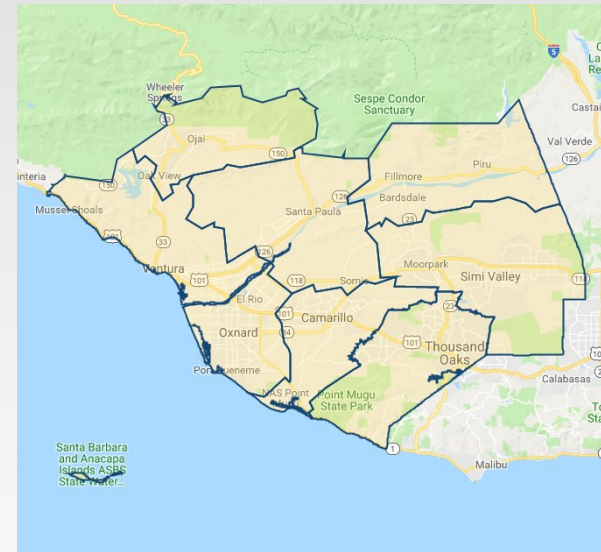 5
Wheeler
Springs
Sespe Condor
Sanctuary
33
Ojai
Val Verde
150
126
Oak View
Fillmore
Piru
150
126
Bardsdale
Santa Paula
23
Mussel Shoals
101
33
126
Moorpark
Simi Valley
Ventura
118
101
118
Somis
El Rio
101
Camarillo
23
Oxnard
34
101
Thousand
Oaks
Port Hueneme
101
Calabasas
NAS Point
Point Mugu
State Park
Santa Barbara
and Anacapa
Islands ASBS
State Water...
1
Malibu